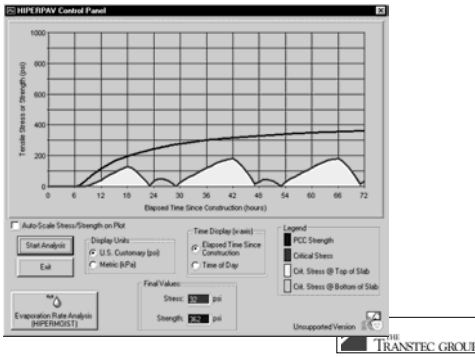 HIPERPAV Control Panel
Tensile Stress or Strength (psi)
1000
800
600
400
200
0
0 6 12 18 24 30 36 42 48 54 60 66 72
Elapsed Time Since Construction (hours)
Auto-Scale Stress/Strength on Plot
Start Analysis
Exit
Display Units
U.S. Customary (psi)
Metric (kPa)
Time Display (x-axis)
Elapsed Time Since
Construction
Time of Day
Legend
PCC Strength
Critical Stress
Crit. Stress @ Top of Slab
Crit. Stress @ Bottom of Slab
Evaporation Rate Analysis
(HIPERMOIST)
Final Values:
Stress: 32 psi
Strength: 362 psi
Unsupported Version
THE
TRANSTEC GROUP